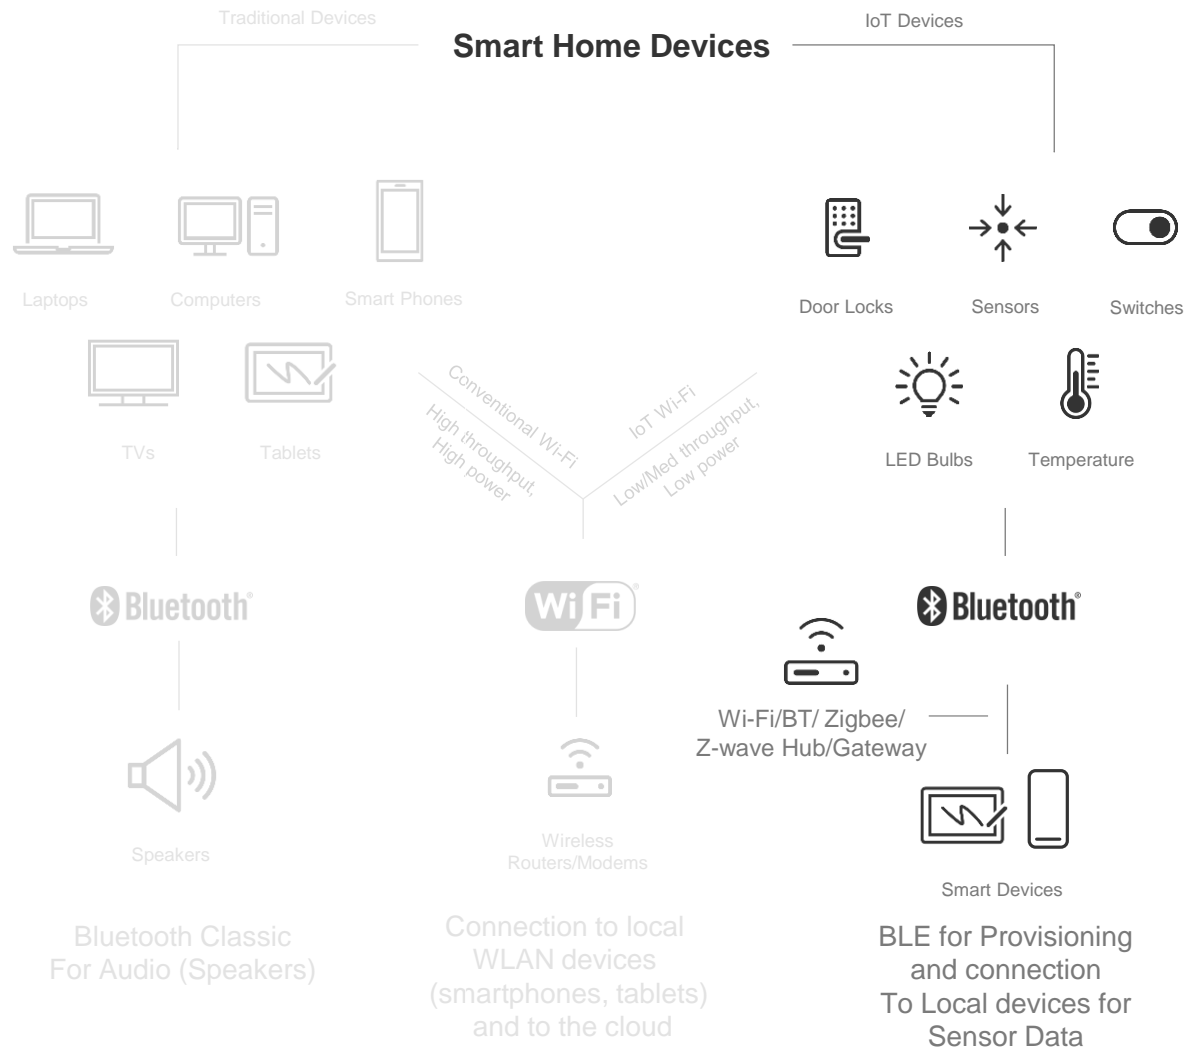 Traditional Devices
IoT Devices
Smart Home Devices
Laptops
Computers
Smart Phones
Door Locks
Sensors
Switches
TVs
Tablets
Conventional Wi-Fi
High throughput,
High power
IoT Wi-Fi
Low/Med throughput,
Low power
LED Bulbs
Temperature
Bluetooth®
Wi Fi®
Bluetooth®
Wi-Fi/BT/ Zigbee/
Z-wave Hub/Gateway
Speakers
Wireless
Routers/Modems
Smart Devices
Bluetooth Classic
For Audio (Speakers)
Connection to local
WLAN devices
(smartphones, tablets)
and to the cloud
BLE for Provisioning
and connection
To Local devices for
Sensor Data